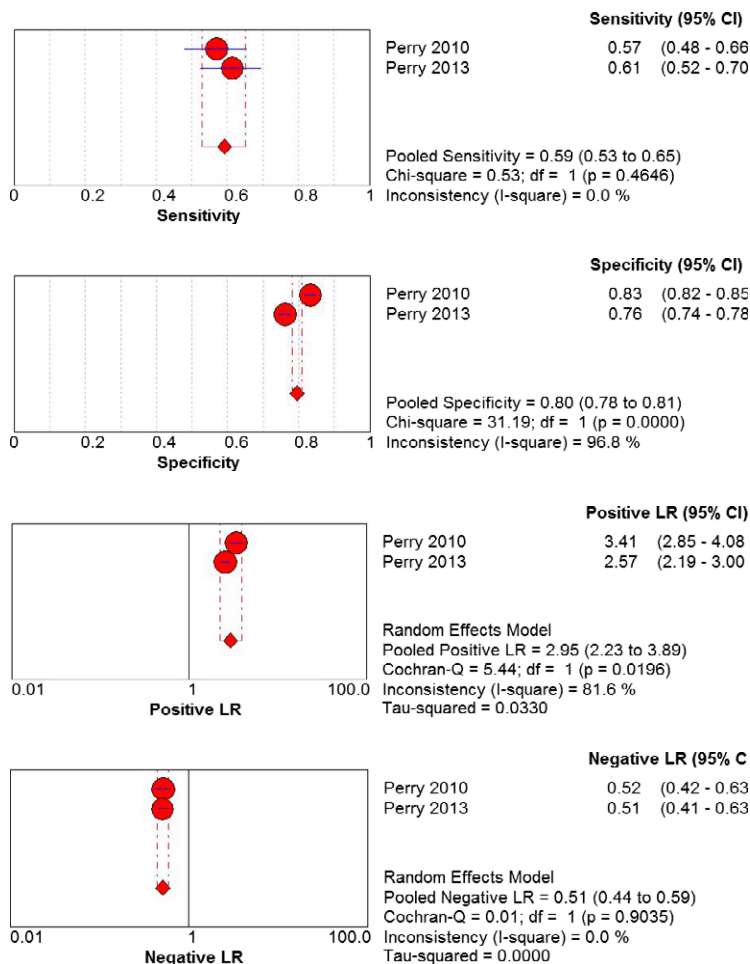 Sensitivity (95% CI)
Perry 2010 0.57 (0.48 - 0.66
Perry 2013 0.61 (0.52 - 0.70
Pooled Sensitivity = 0.59 (0.53 to 0.65)
Chi-square = 0.53; df = 1 (p = 0.4646)
Inconsistency (I-square) = 0.0 %
0 0.2 0.4 0.6 0.8 1
Sensitivity
Specificity (95% CI)
Perry 2010 0.83 (0.82 - 0.85
Perry 2013 0.76 (0.74 - 0.78
Pooled Specificity = 0.80 (0.78 to 0.81)
Chi-square = 31.19; df = 1 (p = 0.0000)
Inconsistency (I-square) = 96.8 %
0 0.2 0.4 0.6 0.8 1
Specificity
Positive LR (95% CI)
Perry 2010 3.41 (2.85 - 4.08
Perry 2013 2.57 (2.19 - 3.00
Random Effects Model
Pooled Positive LR = 2.95 (2.23 to 3.89)
Cochran-Q = 5.44; df = 1 (p = 0.0196)
Inconsistency (I-square) = 81.6 %
Tau-squared = 0.0330
0.01 1 100.0
Positive LR
Negative LR (95% C
Perry 2010 0.52 (0.42 - 0.63
Perry 2013 0.51 (0.41 - 0.63
Random Effects Model
Pooled Negative LR = 0.51 (0.44 to 0.59)
Cochran-Q = 0.01; df = 1 (p = 0.9035)
Inconsistency (I-square) = 0.0 %
Tau-squared = 0.0000
0.01 1 100.0
Negative LR